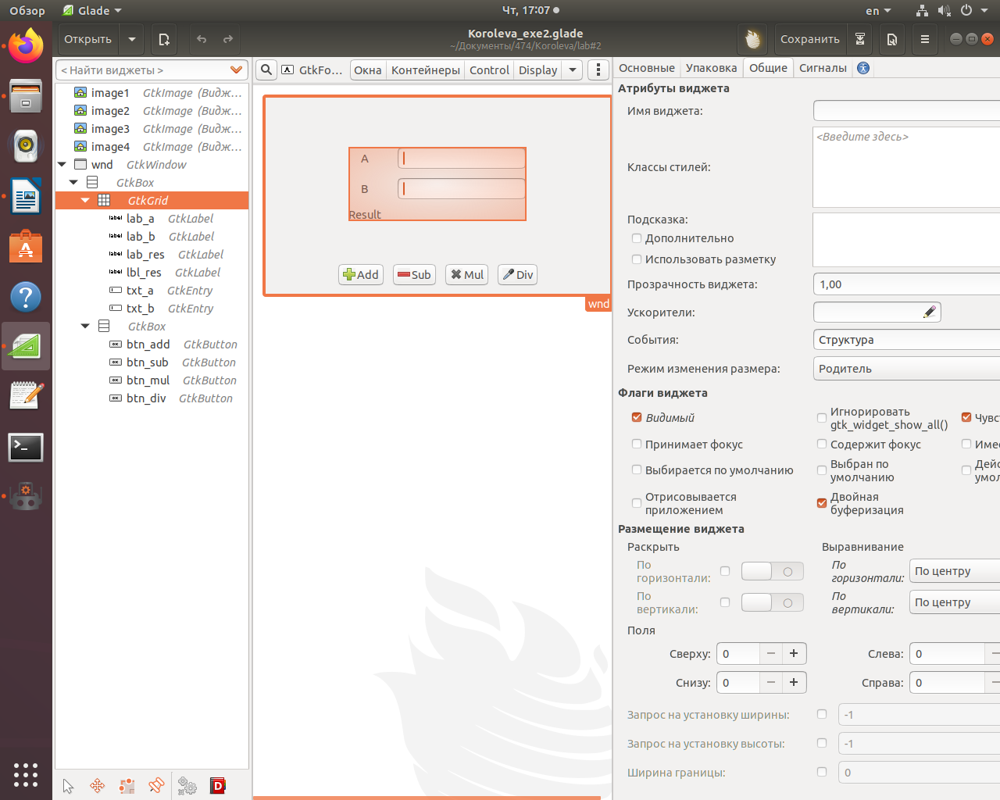 Обзор
Glade
Чт, 17:07
en
Открыть
Koroleva_exe2.glade
~/Документы/474/Koroleva/lab#2
Сохранить
< Найти виджеты >
GtkFo...
Окна
Контейнеры
Control
Display
Основные
Упаковка
Общие
Сигналы
image1 GtkImage (Видж...
image2 GtkImage (Видж...
image3 GtkImage (Видж...
image4 GtkImage (Видж...
wnd GtkWindow
GtkBox
GtkGrid
lab_a GtkLabel
lab_b GtkLabel
lab_res GtkLabel
lbl_res GtkLabel
txt_a GtkEntry
txt_b GtkEntry
GtkBox
btn_add GtkButton
btn_sub GtkButton
btn_mul GtkButton
btn_div GtkButton
A
B
Result
Add
Sub
Mul
Div
wnd
Атрибуты виджета
Имя виджета:
<Введите здесь>
Классы стилей:
Подсказка:
Дополнительно
Использовать разметку
Прозрачность виджета:
1,00
Ускорители:
События:
Структура
Режим изменения размера:
Родитель
Флаги виджета
Видимый
Игнорировать
gtk_widget_show_all()
Чувст
Принимает фокус
Содержит фокус
Имее
Выбирается по умолчанию
Выбран по
умолчанию
Дейс
умол
Отрисовывается
приложением
Двойная
буферизация
Размещение виджета
Раскрыть
Выравнивание
По
горизонтали:
По
горизонтали:
По центру
По
вертикали:
По
вертикали:
По центру
Поля
Сверху:
0
Слева:
0
Снизу:
0
Справа:
0
Запрос на установку ширины:
-1
Запрос на установку высоты:
-1
Ширина границы:
0